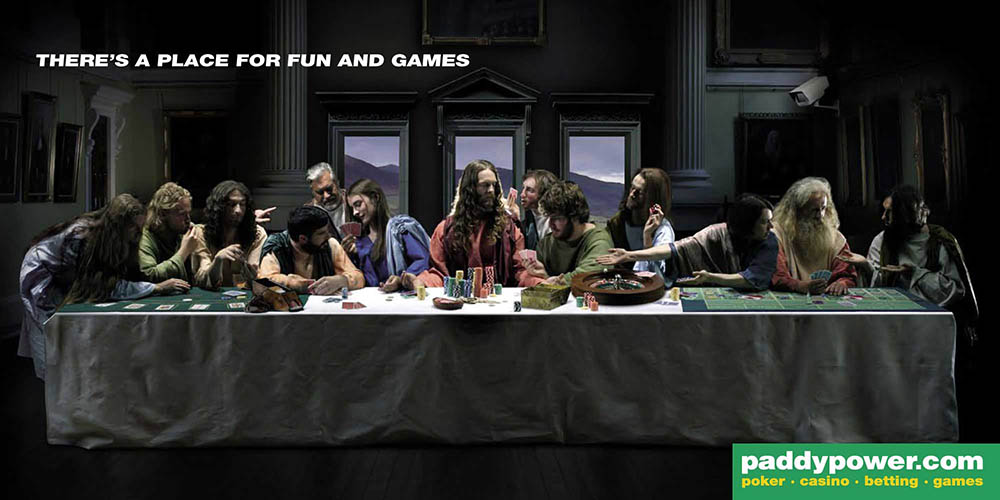 THERE'S A PLACE FOR FUN AND GAMES
paddypower.com
poker · casino · betting · games